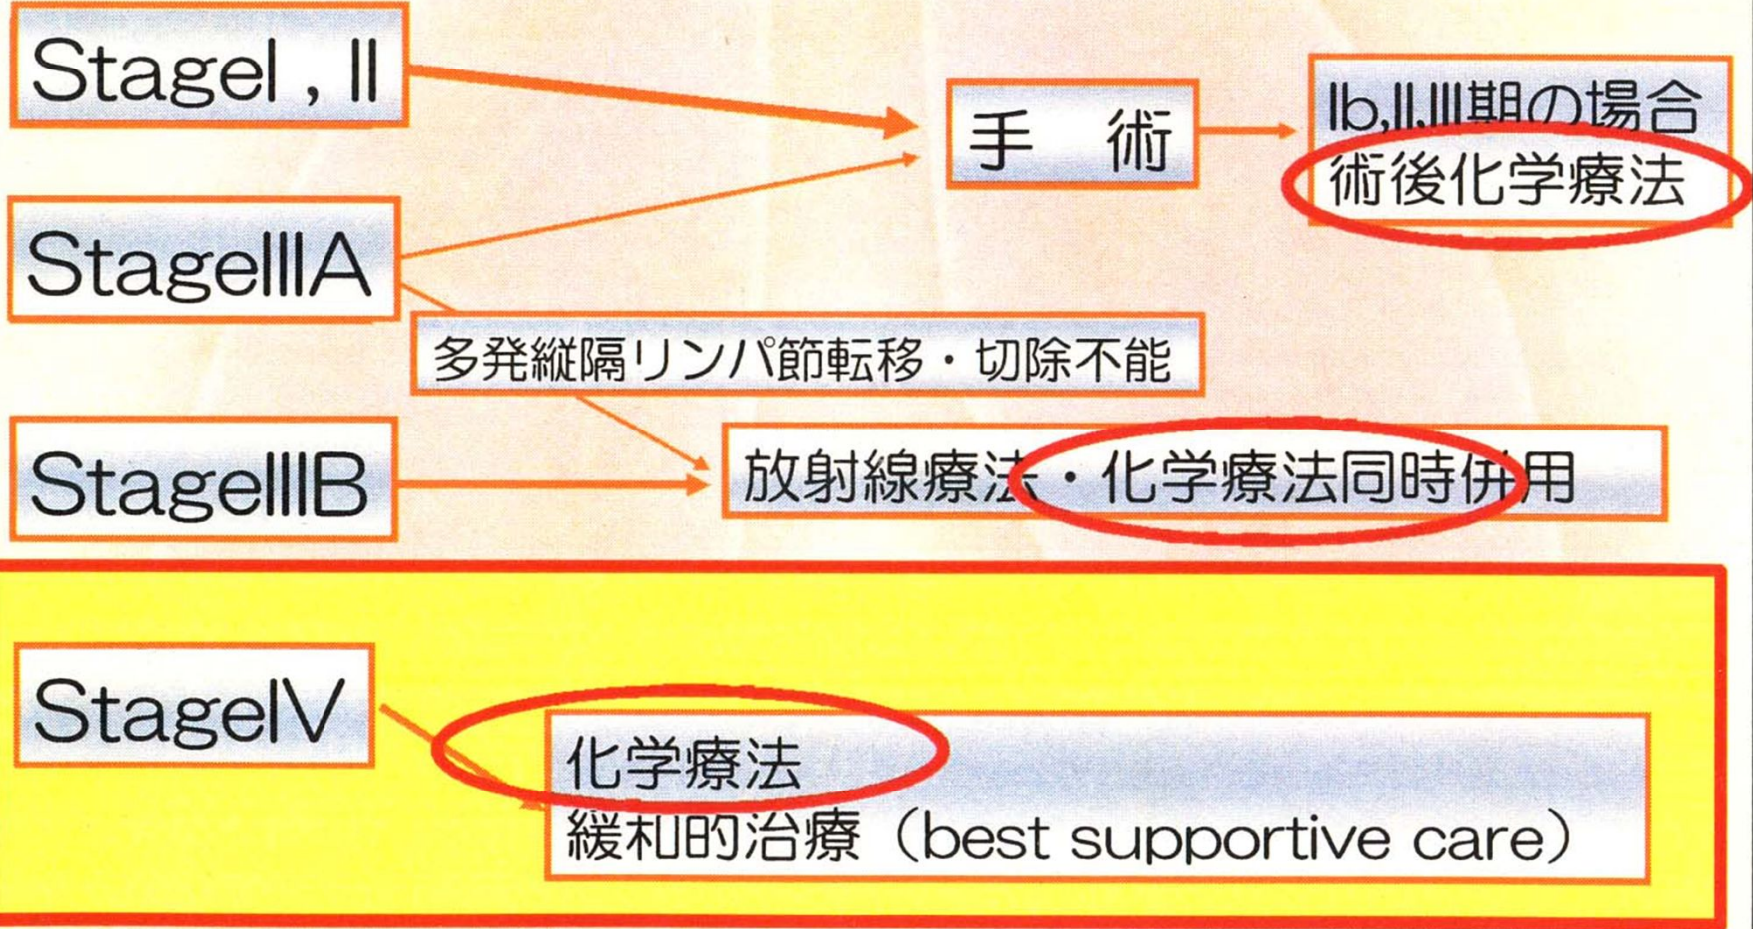 StageI , II
手　術
Ib,II,III期の場合
術後化学療法
StageIIIA
多発縦隔リンパ節転移・切除不能
StageIIIB
放射線療法・化学療法同時併用
StageIV
化学療法
緩和的治療（best supportive care）